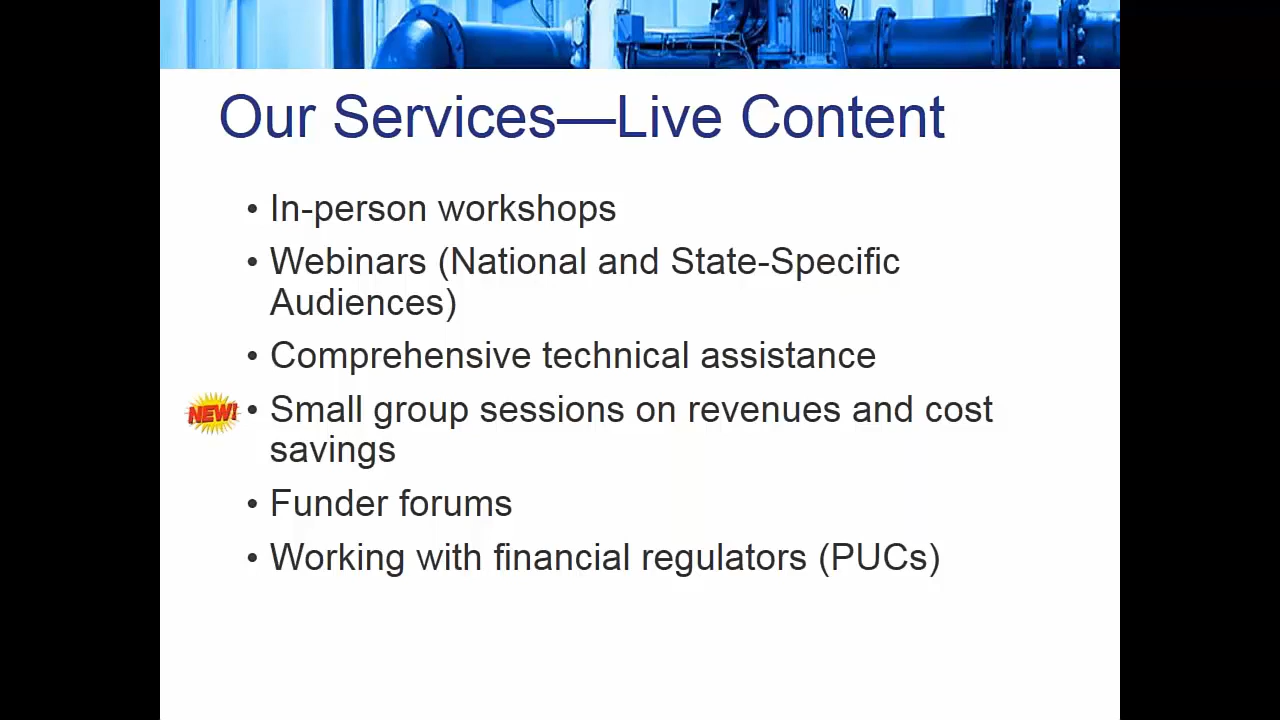 Our Services—Live Content
• In-person workshops
• Webinars (National and State-Specific
Audiences)
• Comprehensive technical assistance
NEW!
• Small group sessions on revenues and cost
savings
• Funder forums
• Working with financial regulators (PUCs)